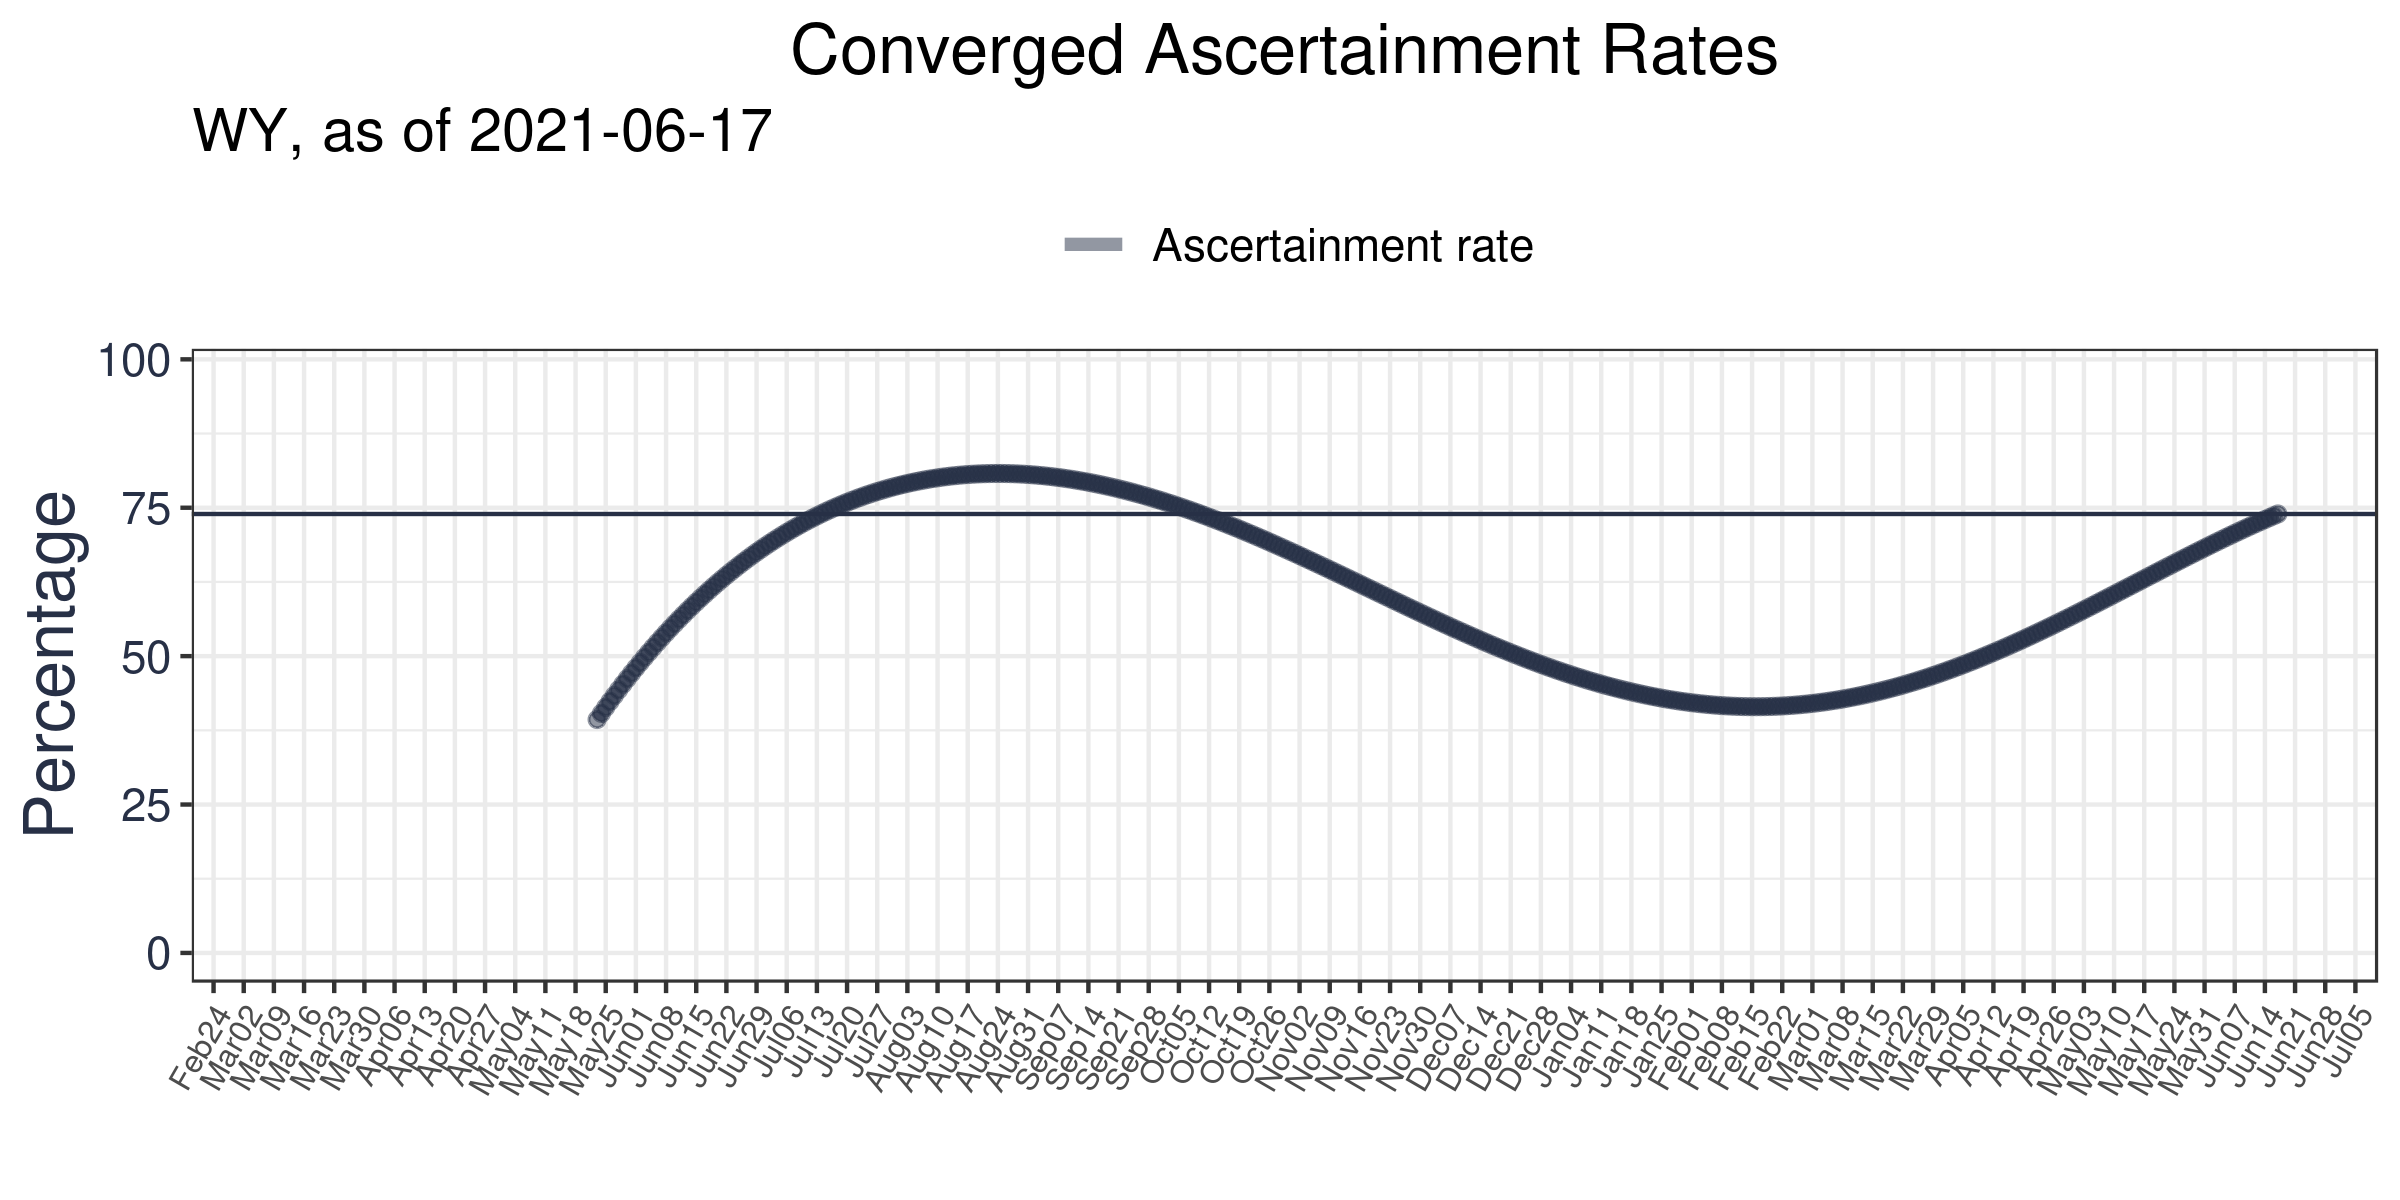 Converged Ascertainment Rates
WY, as of 2021-06-17
Ascertainment rate
Percentage
100
75
50
25
0
Feb24 Mar02 Mar09 Mar16 Mar23 Mar30 Apr06 Apr13 Apr20 Apr27 May04 May11 May18 May25 Jun01 Jun08 Jun15 Jun22 Jun29 Jul06 Jul13 Jul20 Jul27 Aug03 Aug10 Aug17 Aug24 Aug31 Sep07 Sep14 Sep21 Sep28 Oct05 Oct12 Oct19 Oct26 Nov02 Nov09 Nov16 Nov23 Nov30 Dec07 Dec14 Dec21 Dec28 Jan04 Jan11 Jan18 Jan25 Feb01 Feb08 Feb15 Feb22 Mar01 Mar08 Mar15 Mar22 Mar29 Apr05 Apr12 Apr19 Apr26 May03 May10 May17 May24 May31 Jun07 Jun14 Jun21 Jun28 Jul05